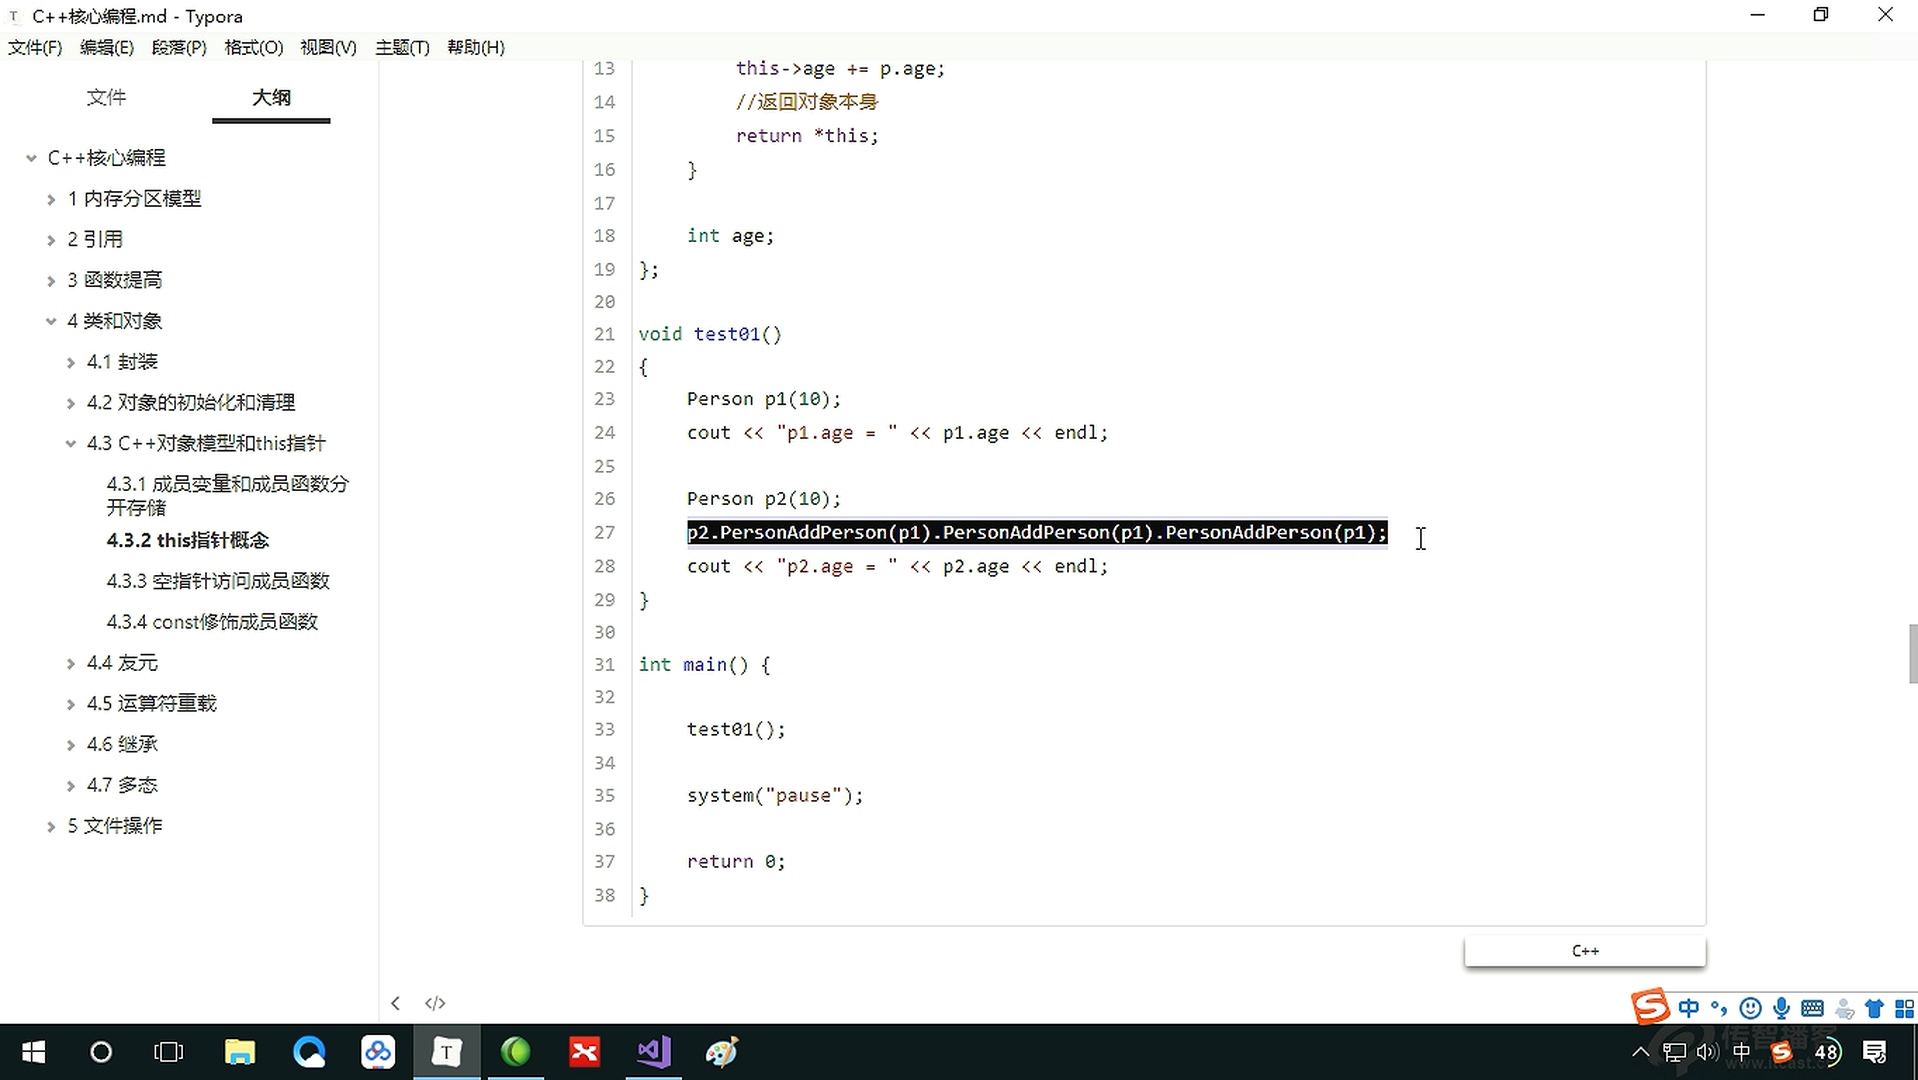 C++核心编程.md - Typora
文件(F) 编辑(E) 段落(P) 格式(O) 视图(V) 主题(T) 帮助(H)
文件 大纲
C++核心编程
1 内存分区模型
2 引用
3 函数提高
4 类和对象
4.1 封装
4.2 对象的初始化和清理
4.3 C++对象模型和this指针
4.3.1 成员变量和成员函数分
开存储
4.3.2 this指针概念
4.3.3 空指针访问成员函数
4.3.4 const修饰成员函数
4.4 友元
4.5 运算符重载
4.6 继承
4.7 多态
5 文件操作
13 this->age += p.age;
14 //返回对象本身
15 return *this;
16 }
17
18 int age;
19 };
20
21 void test01()
22 {
23 Person p1(10);
24 cout << "p1.age = " << p1.age << endl;
25
26 Person p2(10);
27 p2.PersonAddPerson(p1).PersonAddPerson(p1).PersonAddPerson(p1);
28 cout << "p2.age = " << p2.age << endl;
29 }
30
31 int main() {
32
33 test01();
34
35 system("pause");
36
37 return 0;
38 }
C++
</>
中
中 48
传智播客
www.itcast.c